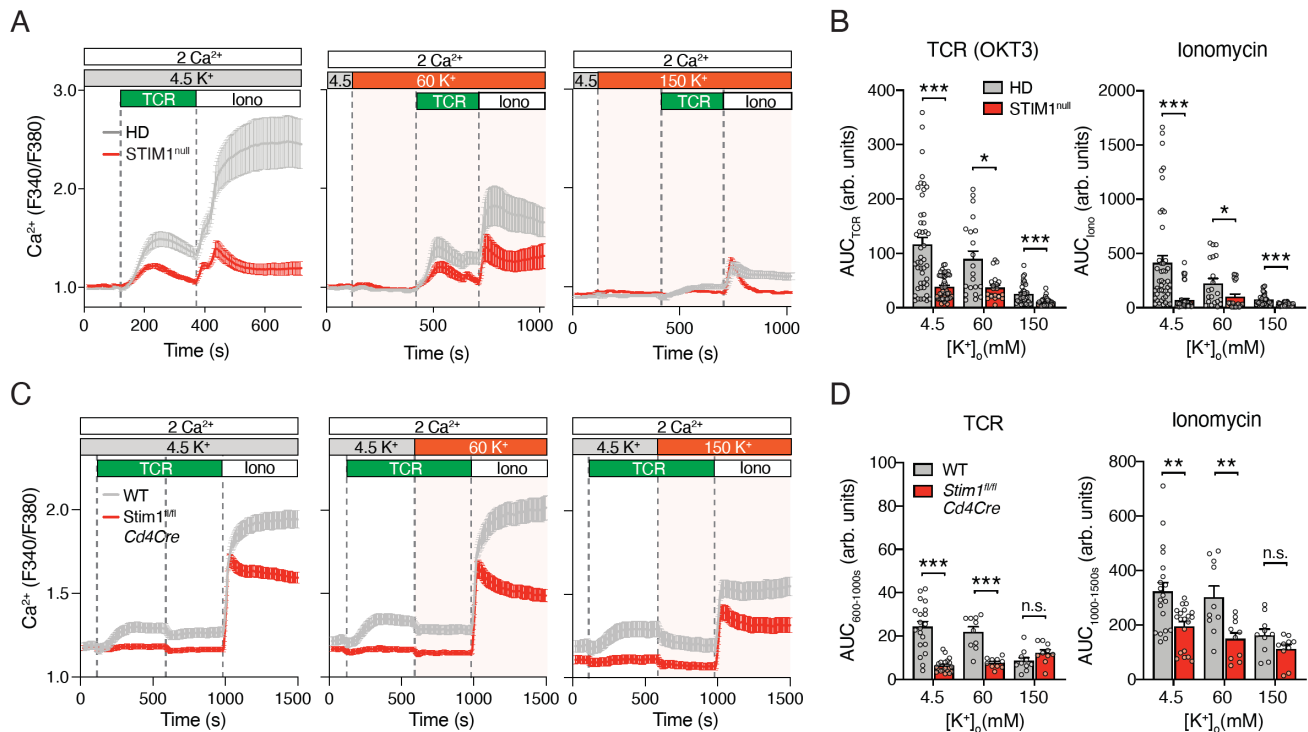 A
2 Ca²⁺
4.5 K⁺
TCR
Iono
HD
STIM1ⁿᵘˡˡ
Ca²⁺ (F340/F380)
3.0
2.0
1.0
0 200 400 600
Time (s)
2 Ca²⁺
4.5 60 K⁺
TCR
Iono
0 500 1000
Time (s)
2 Ca²⁺
4.5 150 K⁺
TCR
Iono
0 500 1000
Time (s)
B
TCR (OKT3)
HD
STIM1ⁿᵘˡˡ
AUC_TCR (arb. units)
400
300
200
100
0
*** * ***
4.5 60 150
[K⁺]ₒ(mM)
Ionomycin
AUC_Iono (arb. units)
2000
1500
1000
500
0
*** * ***
4.5 60 150
[K⁺]ₒ(mM)
C
2 Ca²⁺
4.5 K⁺
TCR
Iono
WT
Stim1ᶠˡ/ᶠˡ
Cd4Cre
Ca²⁺ (F340/F380)
2.0
1.5
1.0
0 500 1000 1500
Time (s)
2 Ca²⁺
4.5 K⁺ 60 K⁺
TCR
Iono
0 500 1000 1500
Time (s)
2 Ca²⁺
4.5 K⁺ 150 K⁺
TCR
Iono
0 500 1000 1500
Time (s)
D
TCR
WT
Stim1ᶠˡ/ᶠˡ
Cd4Cre
AUC₆₀₀₋₁₀₀₀ₛ (arb. units)
100
80
60
40
20
0
*** *** n.s.
4.5 60 150
[K⁺]ₒ(mM)
Ionomycin
AUC₁₀₀₀₋₁₅₀₀ₛ (arb. units)
800
600
400
200
0
** ** n.s.
4.5 60 150
[K⁺]ₒ(mM)